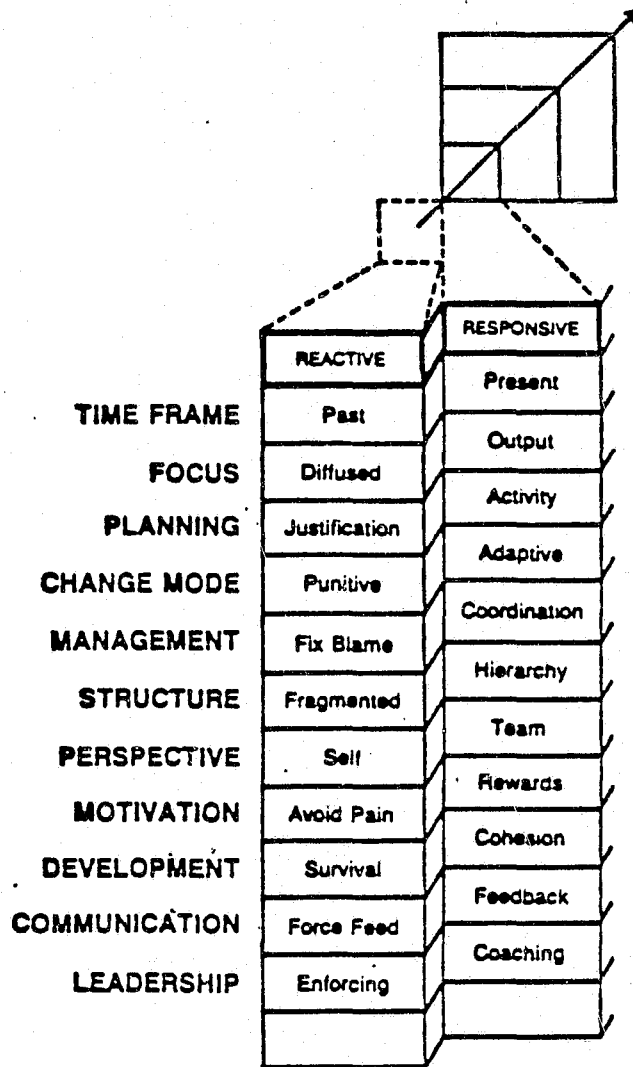 REACTIVE RESPONSIVE
TIME FRAME Past Present
FOCUS Diffused Output
PLANNING Justification Activity
CHANGE MODE Punitive Adaptive
MANAGEMENT Fix Blame Coordination
STRUCTURE Fragmented Hierarchy
PERSPECTIVE Self Team
MOTIVATION Avoid Pain Rewards
DEVELOPMENT Survival Cohesion
COMMUNICATION Force Feed Feedback
LEADERSHIP Enforcing Coaching